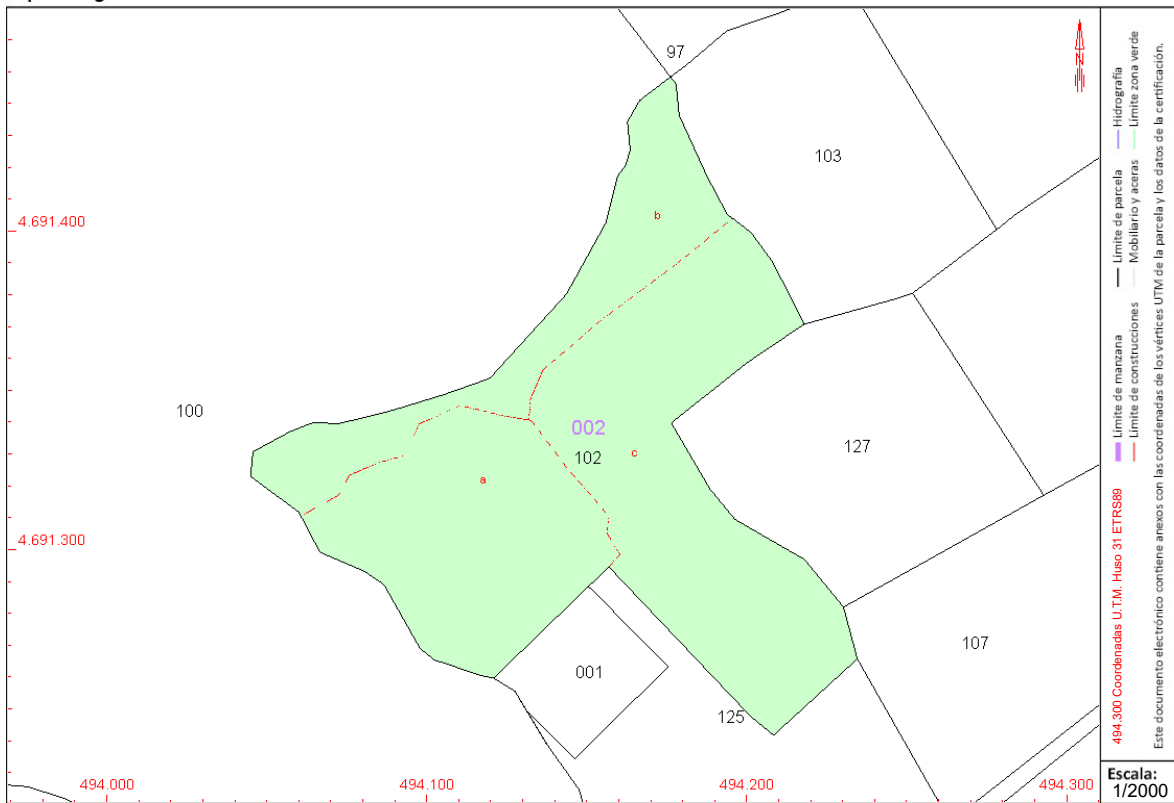 97
103
4.691.400
b
100
002
102
c
127
a
4.691.300
107
001
125
494.000
494.100
494.200
494.300
N
494.300 Coordenadas U.T.M. Huso 31 ETRS89
Límite de manzana
Límite de parcela
Hidrografía
Límite de construcciones
Mobiliario y aceras
Límite zona verde
Este documento electrónico contiene anexos con las coordenadas de los vértices UTM de la parcela y los datos de la certificación.
Escala:
1/2000